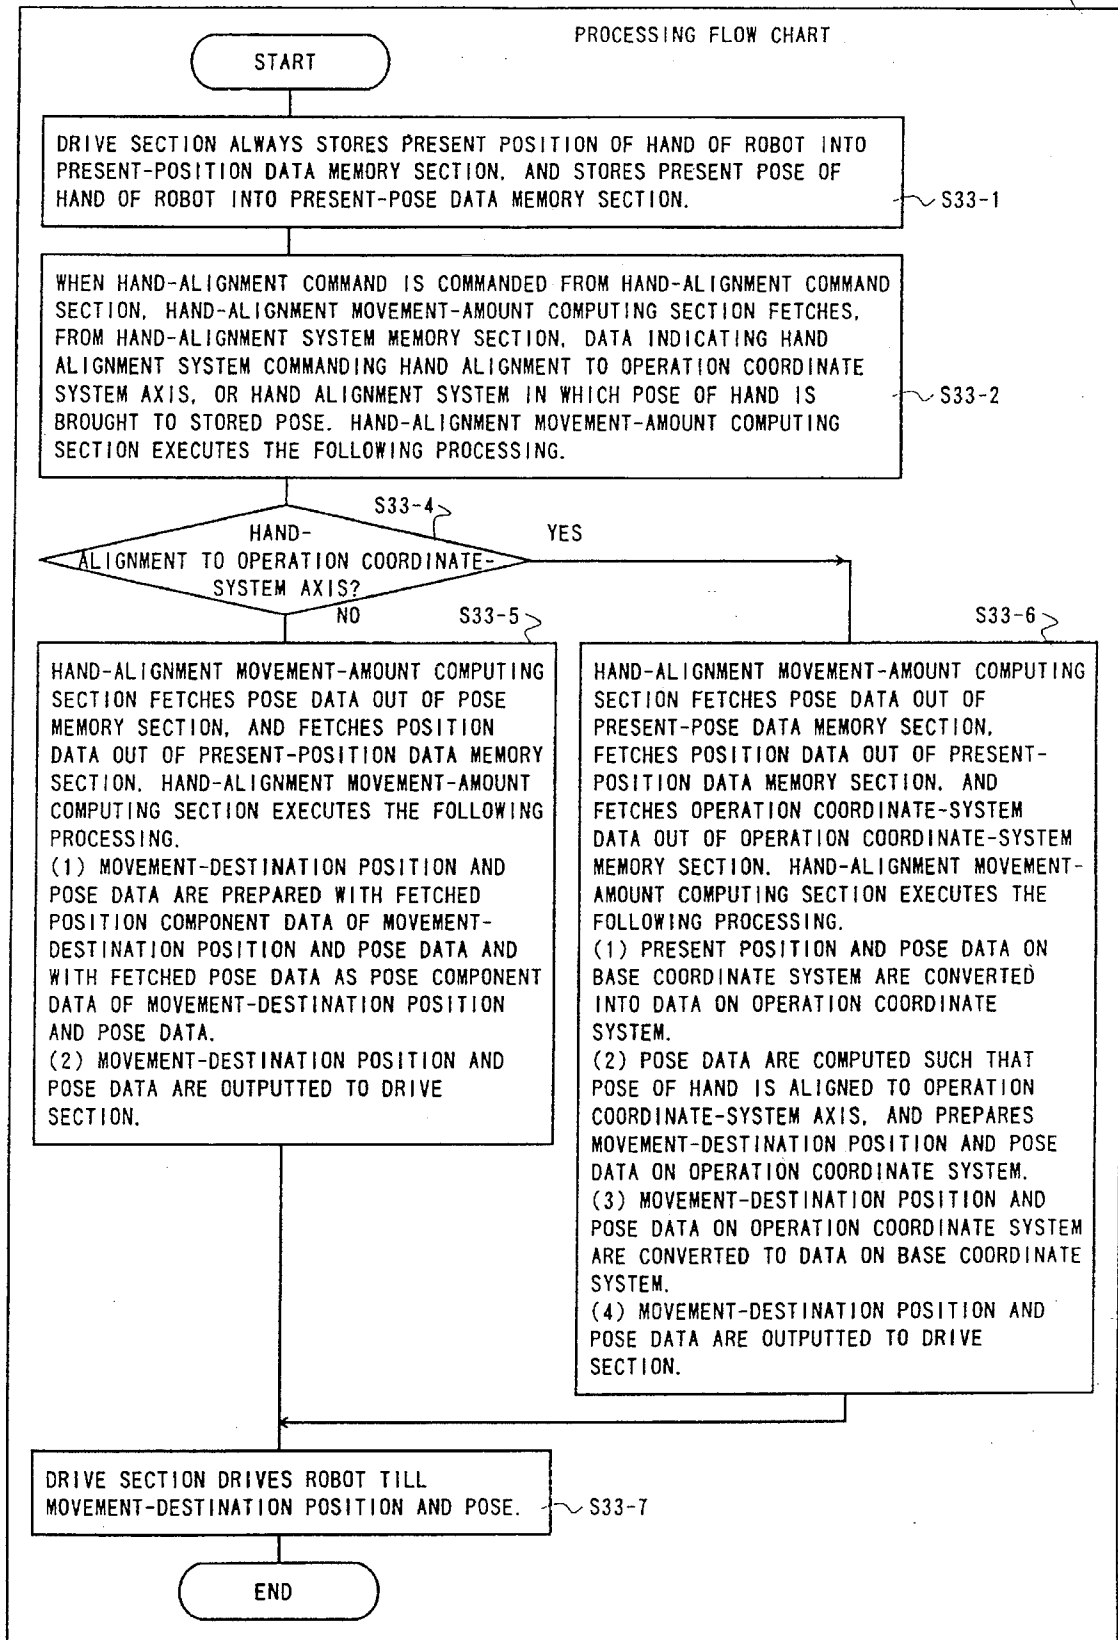 PROCESSING FLOW CHART
START
DRIVE SECTION ALWAYS STORES PRESENT POSITION OF HAND OF ROBOT INTO
PRESENT-POSITION DATA MEMORY SECTION, AND STORES PRESENT POSE OF
HAND OF ROBOT INTO PRESENT-POSE DATA MEMORY SECTION.
S33-1
WHEN HAND-ALIGNMENT COMMAND IS COMMANDED FROM HAND-ALIGNMENT COMMAND
SECTION, HAND-ALIGNMENT MOVEMENT-AMOUNT COMPUTING SECTION FETCHES,
FROM HAND-ALIGNMENT SYSTEM MEMORY SECTION, DATA INDICATING HAND
ALIGNMENT SYSTEM COMMANDING HAND ALIGNMENT TO OPERATION COORDINATE
SYSTEM AXIS, OR HAND ALIGNMENT SYSTEM IN WHICH POSE OF HAND IS
BROUGHT TO STORED POSE. HAND-ALIGNMENT MOVEMENT-AMOUNT COMPUTING
SECTION EXECUTES THE FOLLOWING PROCESSING.
S33-2
S33-4
HAND-
ALIGNMENT TO OPERATION COORDINATE-
SYSTEM AXIS?
YES
NO
S33-5
HAND-ALIGNMENT MOVEMENT-AMOUNT COMPUTING
SECTION FETCHES POSE DATA OUT OF POSE
MEMORY SECTION, AND FETCHES POSITION
DATA OUT OF PRESENT-POSITION DATA MEMORY
SECTION. HAND-ALIGNMENT MOVEMENT-AMOUNT
COMPUTING SECTION EXECUTES THE FOLLOWING
PROCESSING.
(1) MOVEMENT-DESTINATION POSITION AND
POSE DATA ARE PREPARED WITH FETCHED
POSITION COMPONENT DATA OF MOVEMENT-
DESTINATION POSITION AND POSE DATA AND
WITH FETCHED POSE DATA AS POSE COMPONENT
DATA OF MOVEMENT-DESTINATION POSITION
AND POSE DATA.
(2) MOVEMENT-DESTINATION POSITION AND
POSE DATA ARE OUTPUTTED TO DRIVE
SECTION.
S33-6
HAND-ALIGNMENT MOVEMENT-AMOUNT COMPUTING
SECTION FETCHES POSE DATA OUT OF
PRESENT-POSE DATA MEMORY SECTION,
FETCHES POSITION DATA OUT OF PRESENT-
POSITION DATA MEMORY SECTION, AND
FETCHES OPERATION COORDINATE-SYSTEM
DATA OUT OF OPERATION COORDINATE-SYSTEM
MEMORY SECTION. HAND-ALIGNMENT MOVEMENT-
AMOUNT COMPUTING SECTION EXECUTES THE
FOLLOWING PROCESSING.
(1) PRESENT POSITION AND POSE DATA ON
BASE COORDINATE SYSTEM ARE CONVERTED
INTO DATA ON OPERATION COORDINATE
SYSTEM.
(2) POSE DATA ARE COMPUTED SUCH THAT
POSE OF HAND IS ALIGNED TO OPERATION
COORDINATE-SYSTEM AXIS, AND PREPARES
MOVEMENT-DESTINATION POSITION AND POSE
DATA ON OPERATION COORDINATE SYSTEM.
(3) MOVEMENT-DESTINATION POSITION AND
POSE DATA ON OPERATION COORDINATE SYSTEM
ARE CONVERTED TO DATA ON BASE COORDINATE
SYSTEM.
(4) MOVEMENT-DESTINATION POSITION AND
POSE DATA ARE OUTPUTTED TO DRIVE
SECTION.
DRIVE SECTION DRIVES ROBOT TILL
MOVEMENT-DESTINATION POSITION AND POSE.
S33-7
END